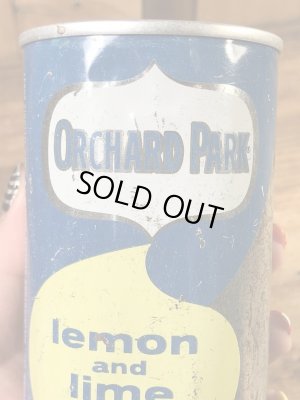 ORCHARD PARK
SOLD OUT
lemon
and
lime